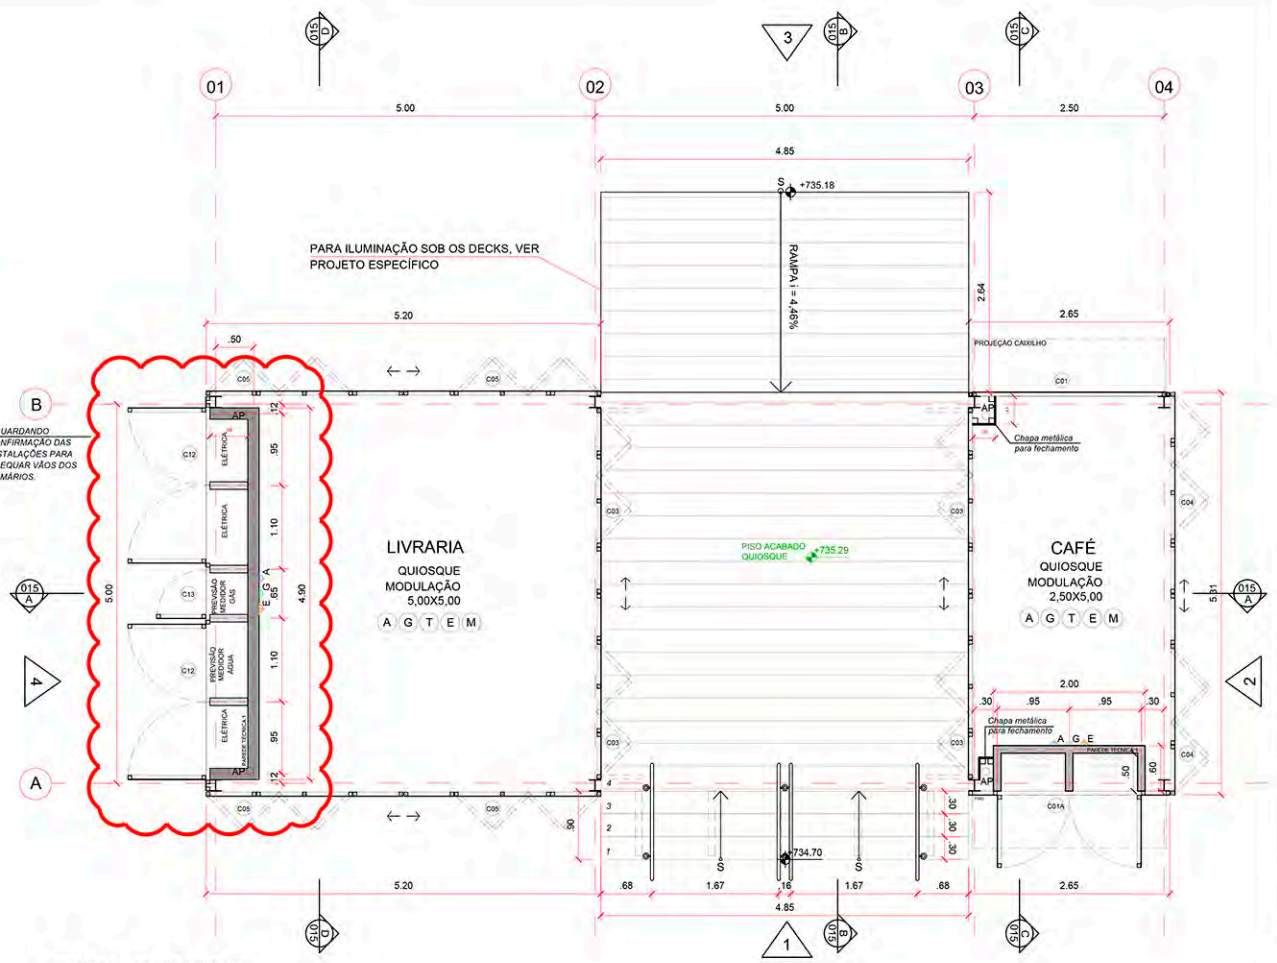 015
D
3
015
B
015
C
01
02
03
04
5.00
5.00
2.50
4.85
S
+735.18
PARA ILUMINAÇÃO SOB OS DECKS, VER
PROJETO ESPECÍFICO
RAMPA i = 4,46%
2.64
5.20
2.65
.50
PROJEÇÃO CAIXILHO
C05
C05
C01
B
.12
AP
AP
UARDANDO
NFIRMAÇÃO DAS
STALAÇÕES PARA
EQUAR VÃOS DOS
MÁRIOS.
Chapa metálica
para fechamento
C12
ELÉTRICA
.95
C03
C03
C04
ELÉTRICA
1.10
LIVRARIA
QUIOSQUE
MODULAÇÃO
5,00X5,00
A G T E M
PISO ACABADO
QUIOSQUE
+735.29
CAFÉ
QUIOSQUE
MODULAÇÃO
2,50X5,00
A G T E M
015
A
5.00
C13
PREVISÃO
MEDIDOR
GÁS
E G A
.65
4.90
5.31
015
A
4
C12
PREVISÃO
MEDIDOR
ÁGUA
1.10
2
2.00
.30
.95
.95
.30
ELÉTRICA
PAREDE TÉCNICA 1
.95
C03
C03
Chapa metálica
para fechamento
A G E
PAREDE TÉCNICA
C04
A
AP
.12
AP
.50
.60
4
3
2
1
.30
.30
.30
C01A
C05
C05
.90
S
+734.70
S
5.20
.68
1.67
.16
1.67
.68
2.65
4.85
015
D
1
015
B
015
C